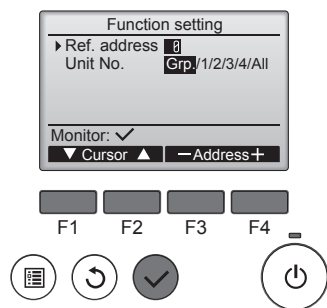 Function setting
Ref. address 0
Unit No. Grp./1/2/3/4/All
Monitor: ✓
▼ Cursor ▲ −Address+
F1 F2 F3 F4